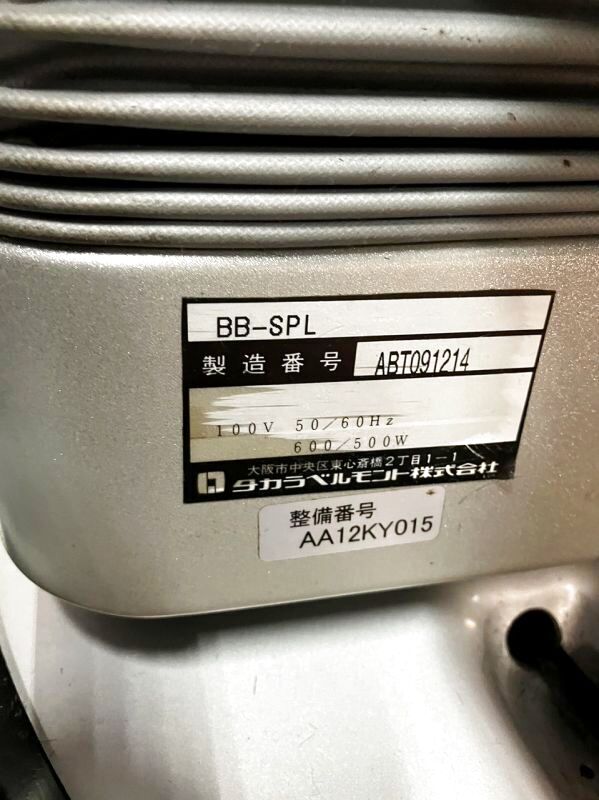 BB-SPL
製造番号 ABT091214
100V 50/60Hz
600/500W
大阪市中央区東心斎橋2丁目1-1
タカラベルモント株式会社
整備番号
AA12KY015